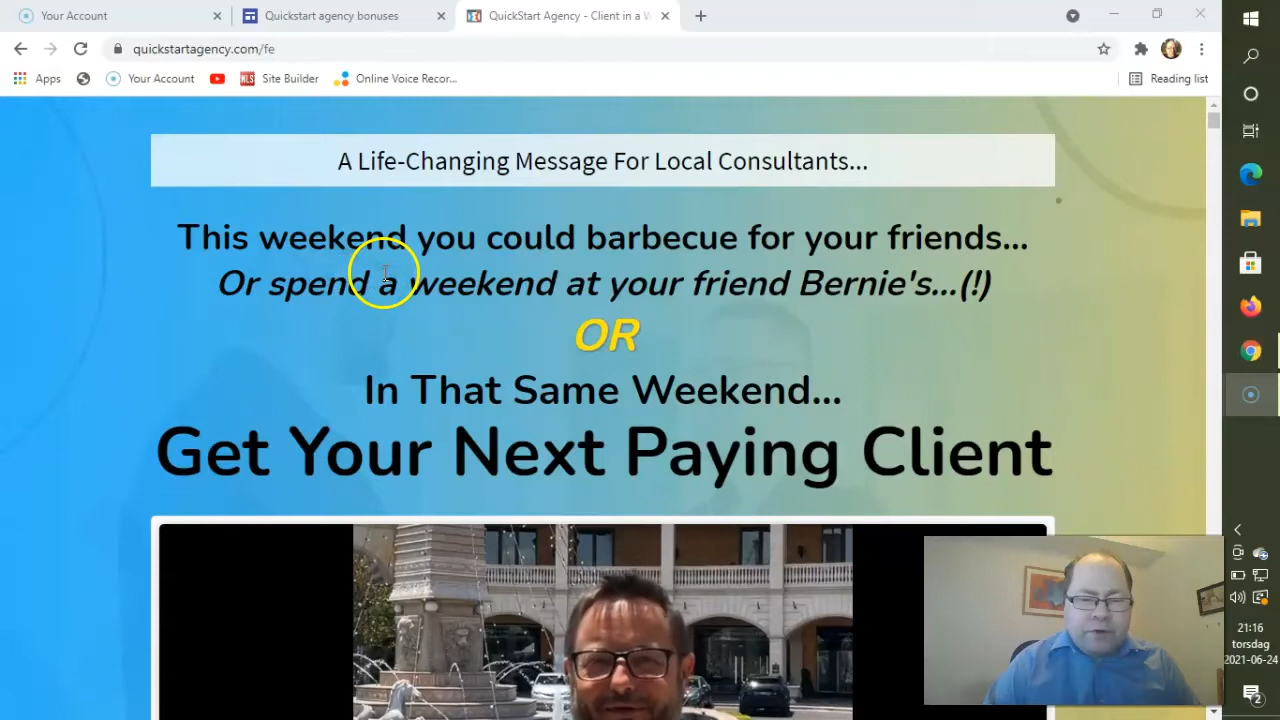 Your Account
Quickstart agency bonuses
QuickStart Agency - Client in a W
quickstartagency.com/fe
Apps
Your Account
WLS Site Builder
Online Voice Recor...
Reading list
A Life-Changing Message For Local Consultants...
This weekend you could barbecue for your friends...
Or spend a weekend at your friend Bernie's...(!)
OR
In That Same Weekend...
Get Your Next Paying Client
21:16
torsdag
2021-06-24
2